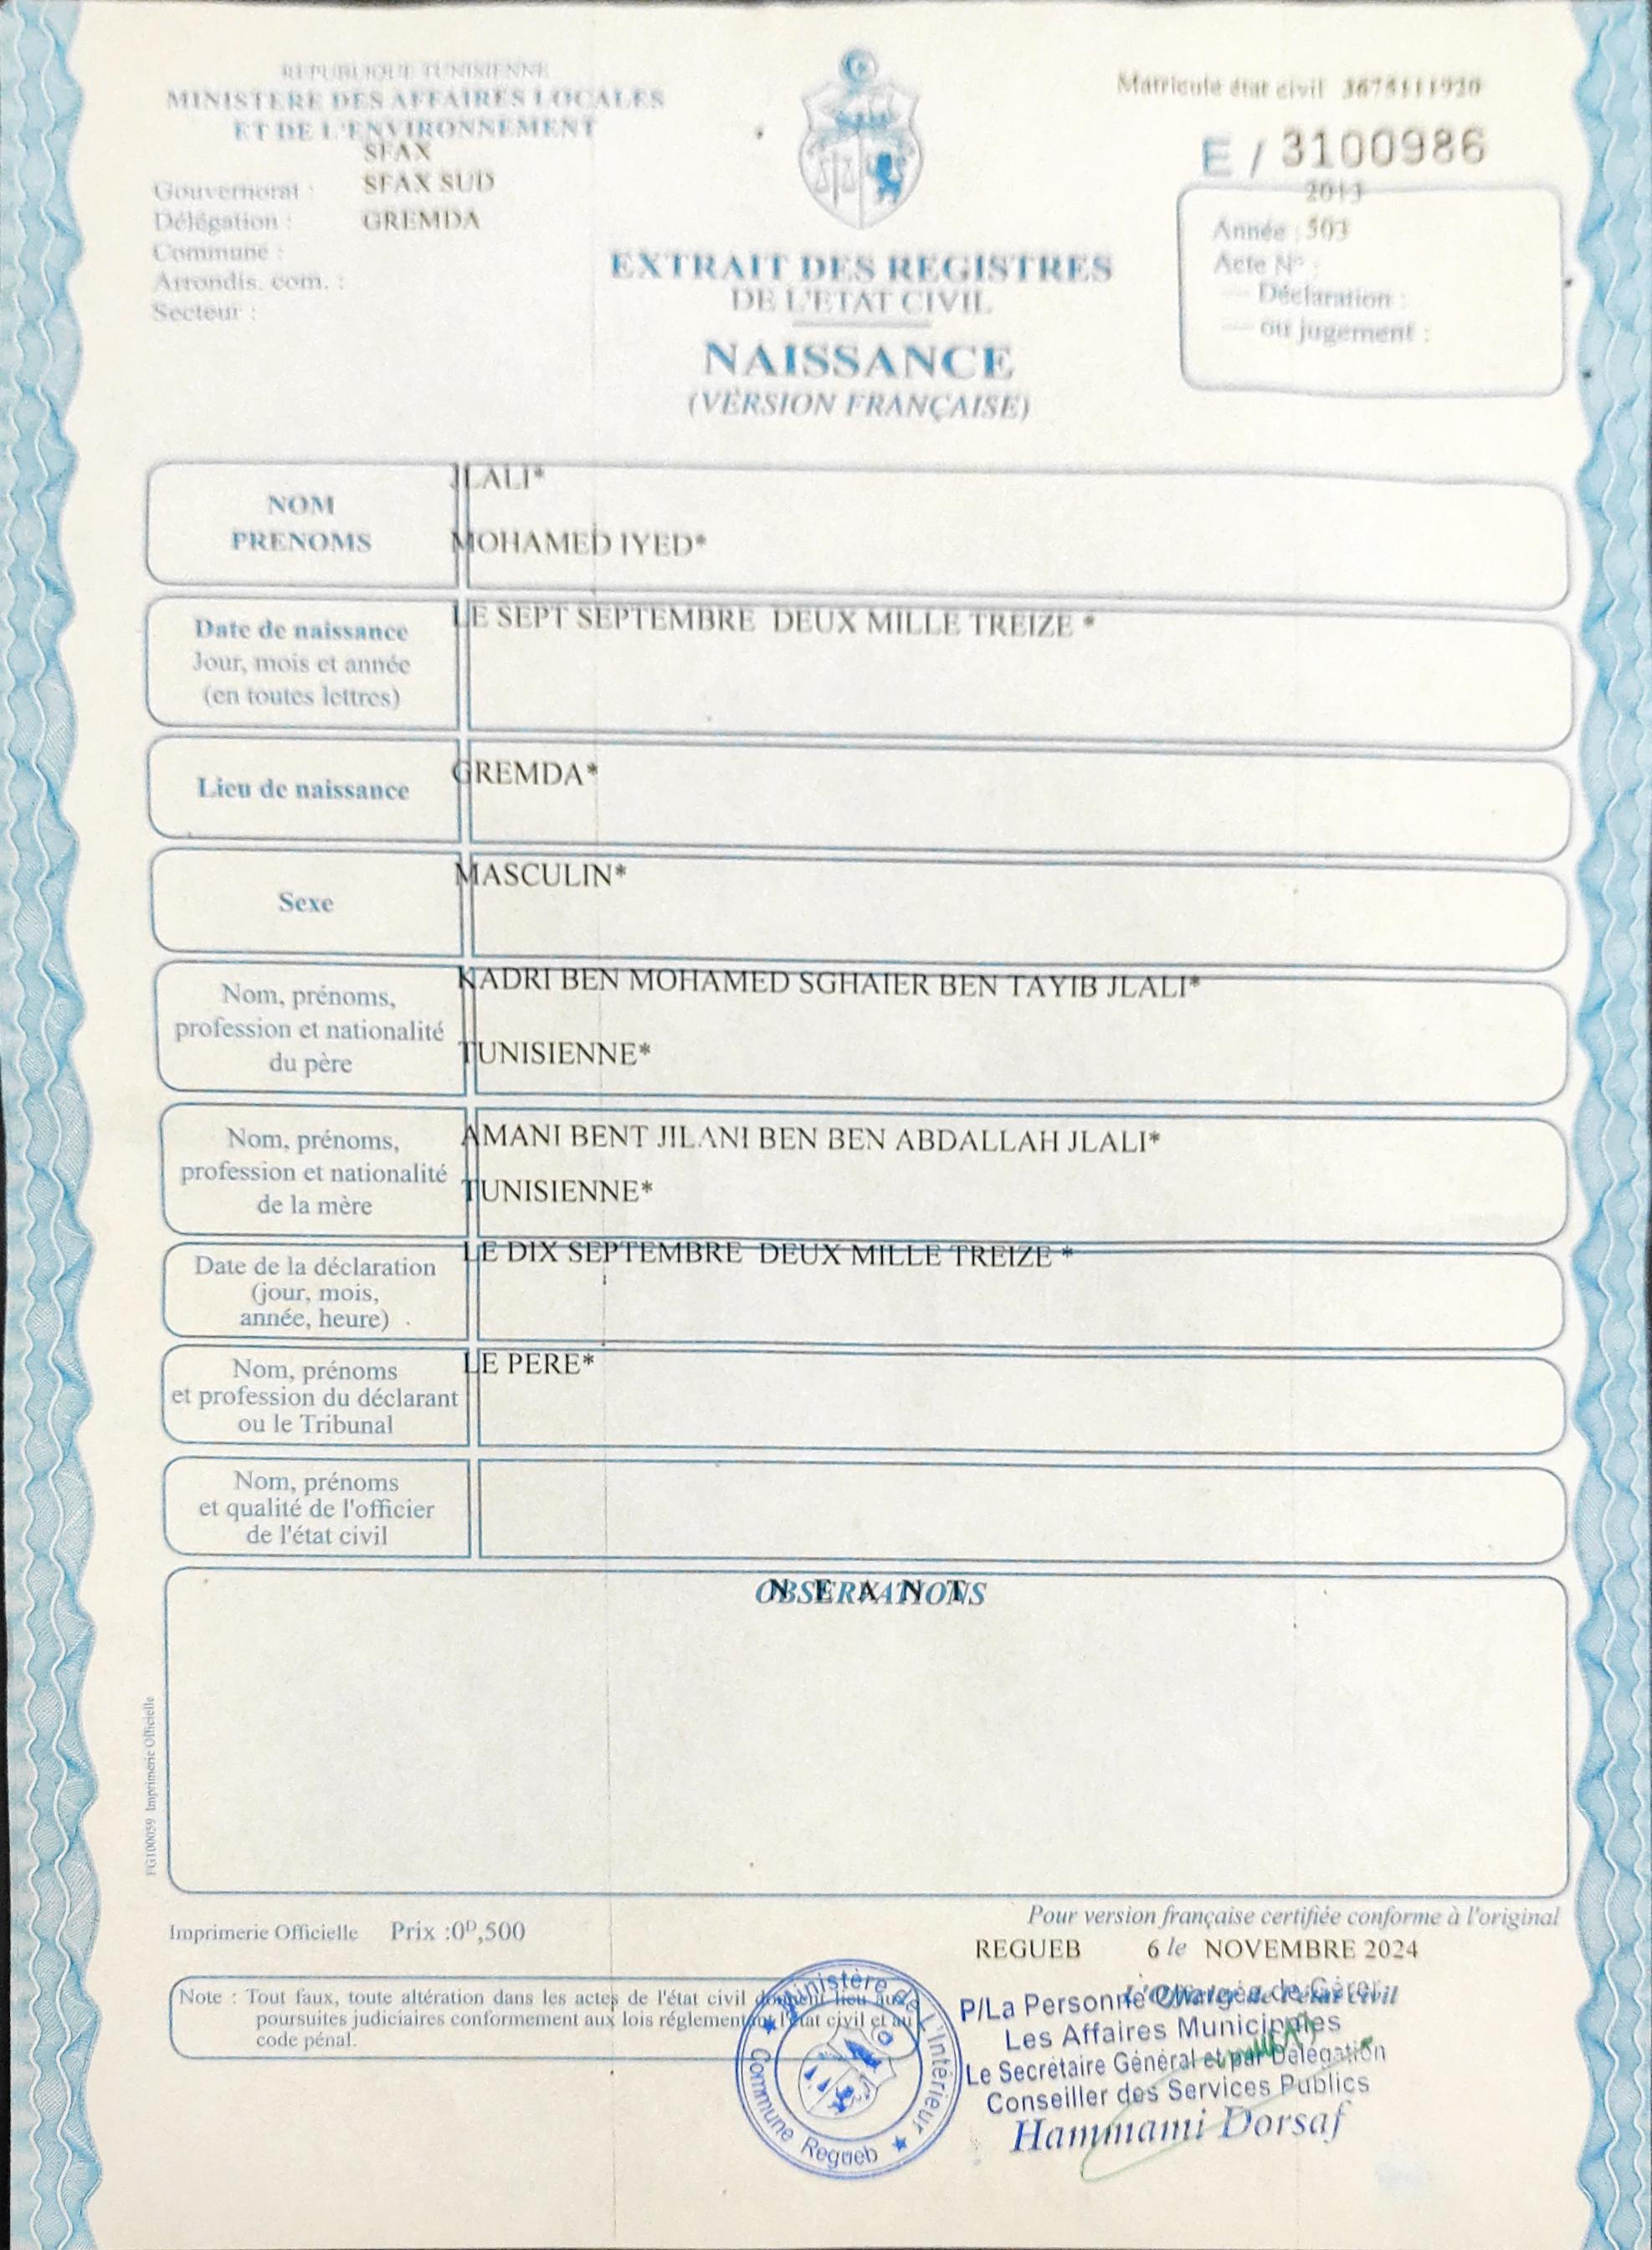 REPUBLIQUE TUNISIENNE
MINISTERE DES AFFAIRES LOCALES
ET DE L'ENVIRONNEMENT
SFAX
Gouvernorat : SFAX SUD
Délégation : GREMDA
Commune :
Arrondis. com. :
Secteur :
EXTRAIT DES REGISTRES
DE L'ETAT CIVIL
NAISSANCE
(VERSION FRANÇAISE)
Matricule état civil 3675111920
E / 3100986
2013
Année : 503
Acte N° :
— Déclaration :
— ou jugement :
NOM
PRENOMS
JLALI*
MOHAMED IYED*
Date de naissance
Jour, mois et année
(en toutes lettres)
LE SEPT SEPTEMBRE DEUX MILLE TREIZE *
Lieu de naissance
GREMDA*
Sexe
MASCULIN*
Nom, prénoms,
profession et nationalité
du père
KADRI BEN MOHAMED SGHAIER BEN TAYIB JLALI*
TUNISIENNE*
Nom, prénoms,
profession et nationalité
de la mère
AMANI BENT JILANI BEN BEN ABDALLAH JLALI*
TUNISIENNE*
Date de la déclaration
(jour, mois,
année, heure)
LE DIX SEPTEMBRE DEUX MILLE TREIZE *
Nom, prénoms
et profession du déclarant
ou le Tribunal
LE PERE*
Nom, prénoms
et qualité de l'officier
de l'état civil
OBSERVATIONS
N E A N T
FG100059 Imprimerie Officielle
Imprimerie Officielle Prix :0ᴰ,500
Pour version française certifiée conforme à l'original
REGUEB 6 le NOVEMBRE 2024
L'Officier de l'état civil
Note : Tout faux, toute altération dans les actes de l'état civil donnent lieu aux
poursuites judiciaires conformement aux lois réglement l'état civil et au
code pénal.
Ministère de L'Intérieur ★ Commune Regueb ★
P/La Personne Chargée de Gérer
Les Affaires Municipales
Le Secrétaire Général et par Délégation
Conseiller des Services Publics
Hammami Dorsaf